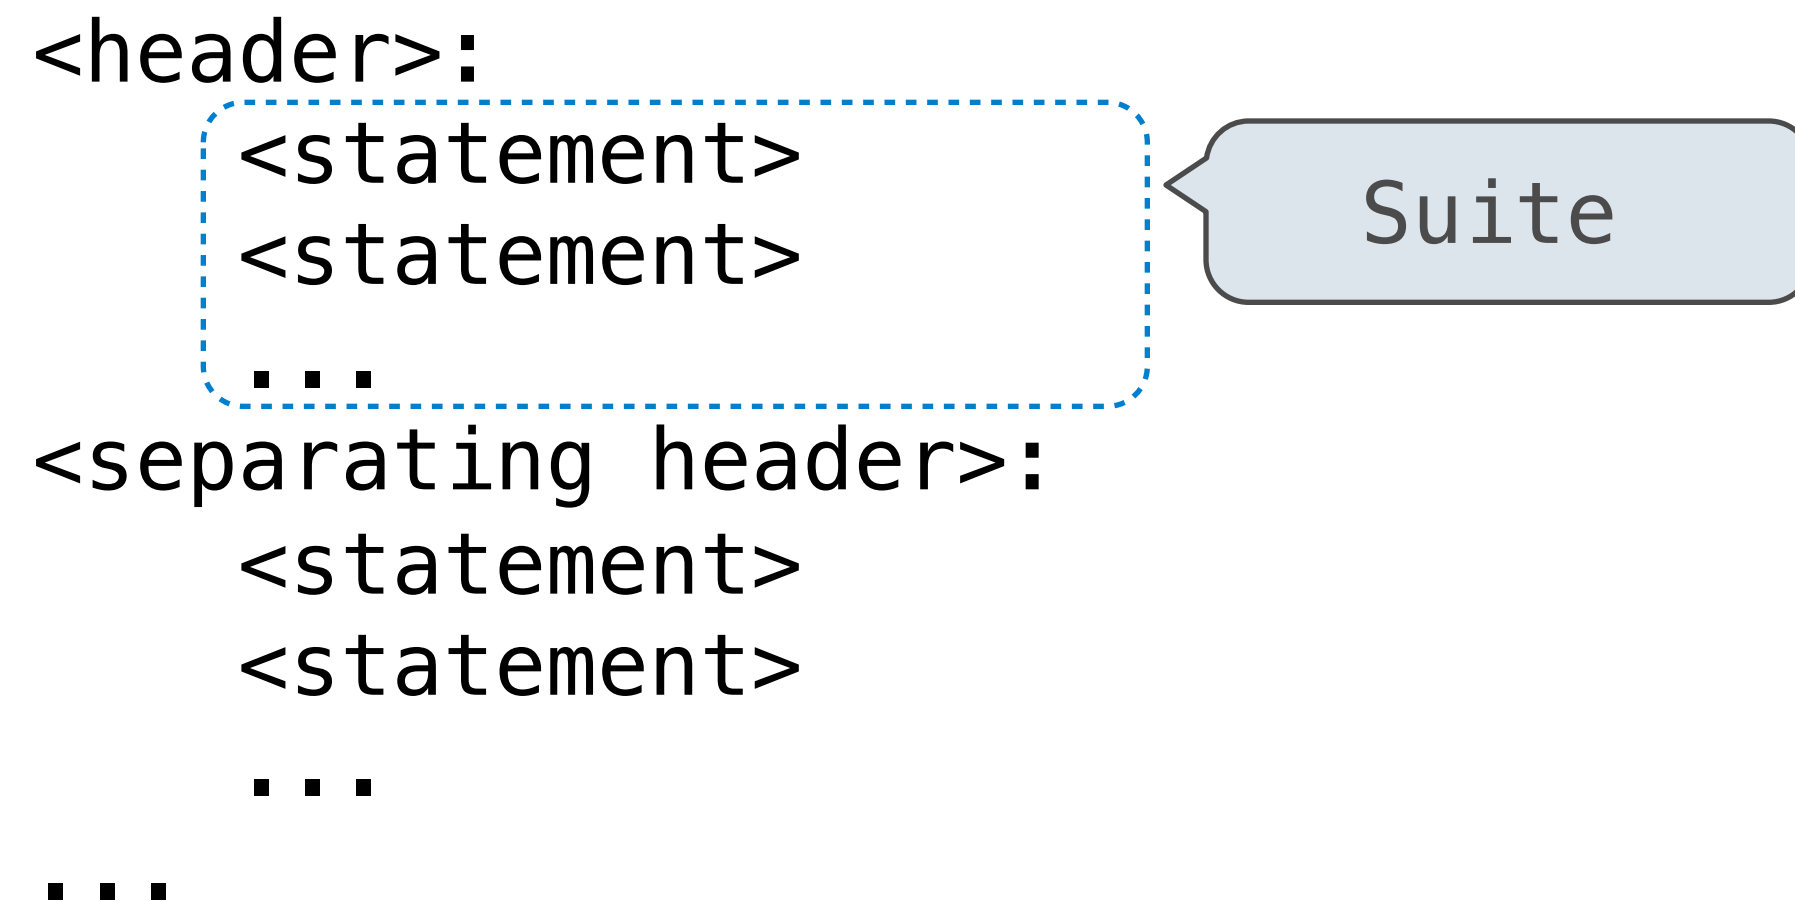 <header>:
    <statement>
    <statement>
    ...
Suite
<separating header>:
    <statement>
    <statement>
    ...
...